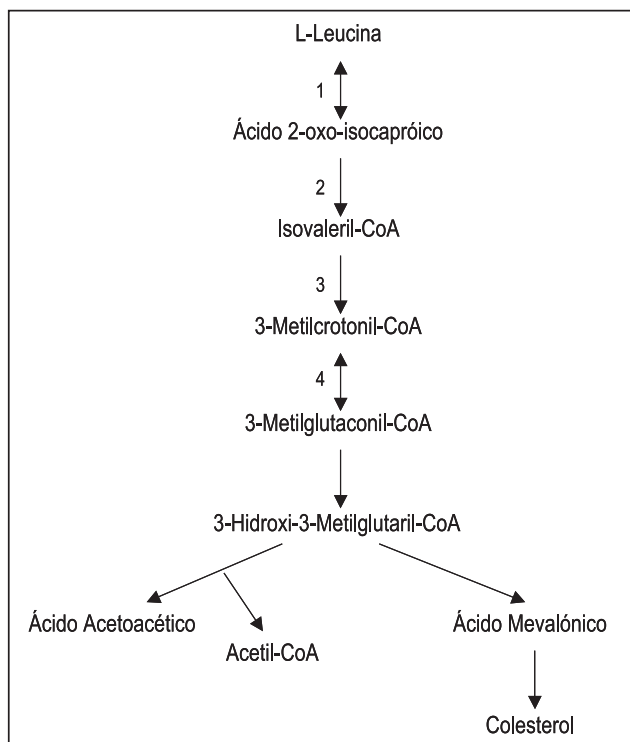 L-Leucina
1
Ácido 2-oxo-isocapróico
2
Isovaleril-CoA
3
3-Metilcrotonil-CoA
4
3-Metilglutaconil-CoA
3-Hidroxi-3-Metilglutaril-CoA
Ácido Acetoacético
Acetil-CoA
Ácido Mevalónico
Colesterol